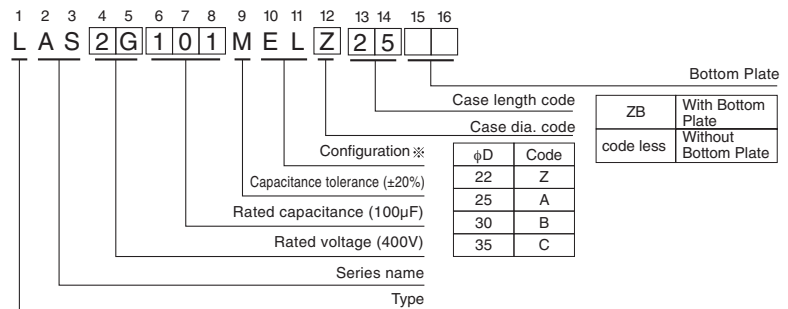 1 2 3 4 5 6 7 8 9 10 11 12 13 14 15 16
L A S 2 G 1 0 1 M E L Z 2 5
Bottom Plate
Case length code
Case dia. code
Configuration※
Capacitance tolerance (±20%)
Rated capacitance (100μF)
Rated voltage (400V)
Series name
Type
ϕD Code
22 Z
25 A
30 B
35 C
ZB With Bottom
Plate
code less Without
Bottom Plate